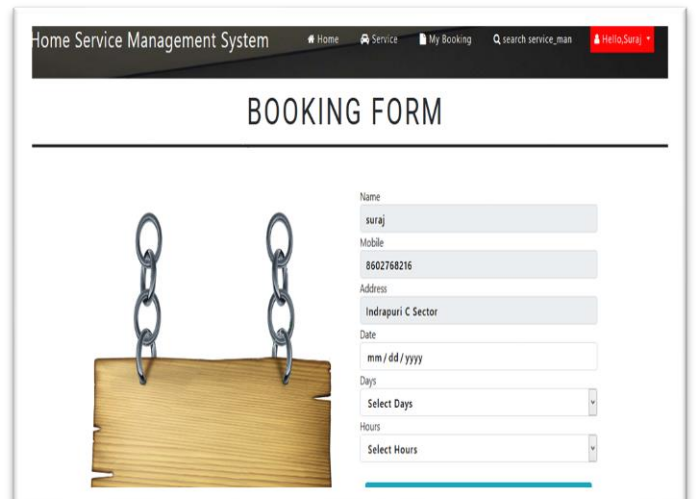 Home Service Management System Home Service My Booking search service_man Hello,Suraj
BOOKING FORM
Name
suraj
Mobile
8602768216
Address
Indrapuri C Sector
Date
mm / dd / yyyy
Days
Select Days
Hours
Select Hours